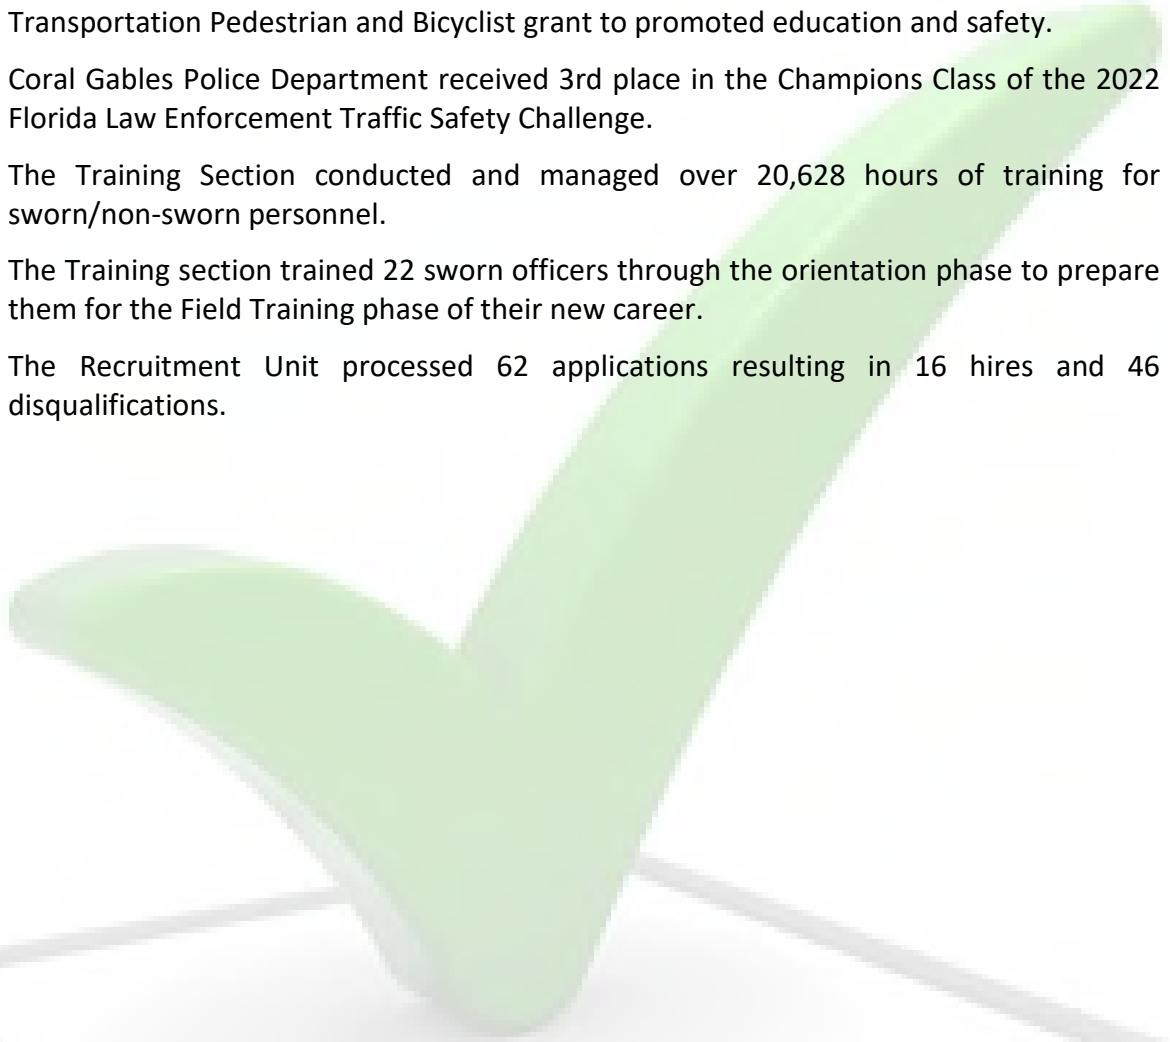 Transportation Pedestrian and Bicyclist grant to promoted education and safety.
Coral Gables Police Department received 3rd place in the Champions Class of the 2022
Florida Law Enforcement Traffic Safety Challenge.
The Training Section conducted and managed over 20,628 hours of training for
sworn/non-sworn personnel.
The Training section trained 22 sworn officers through the orientation phase to prepare
them for the Field Training phase of their new career.
The Recruitment Unit processed 62 applications resulting in 16 hires and 46
disqualifications.